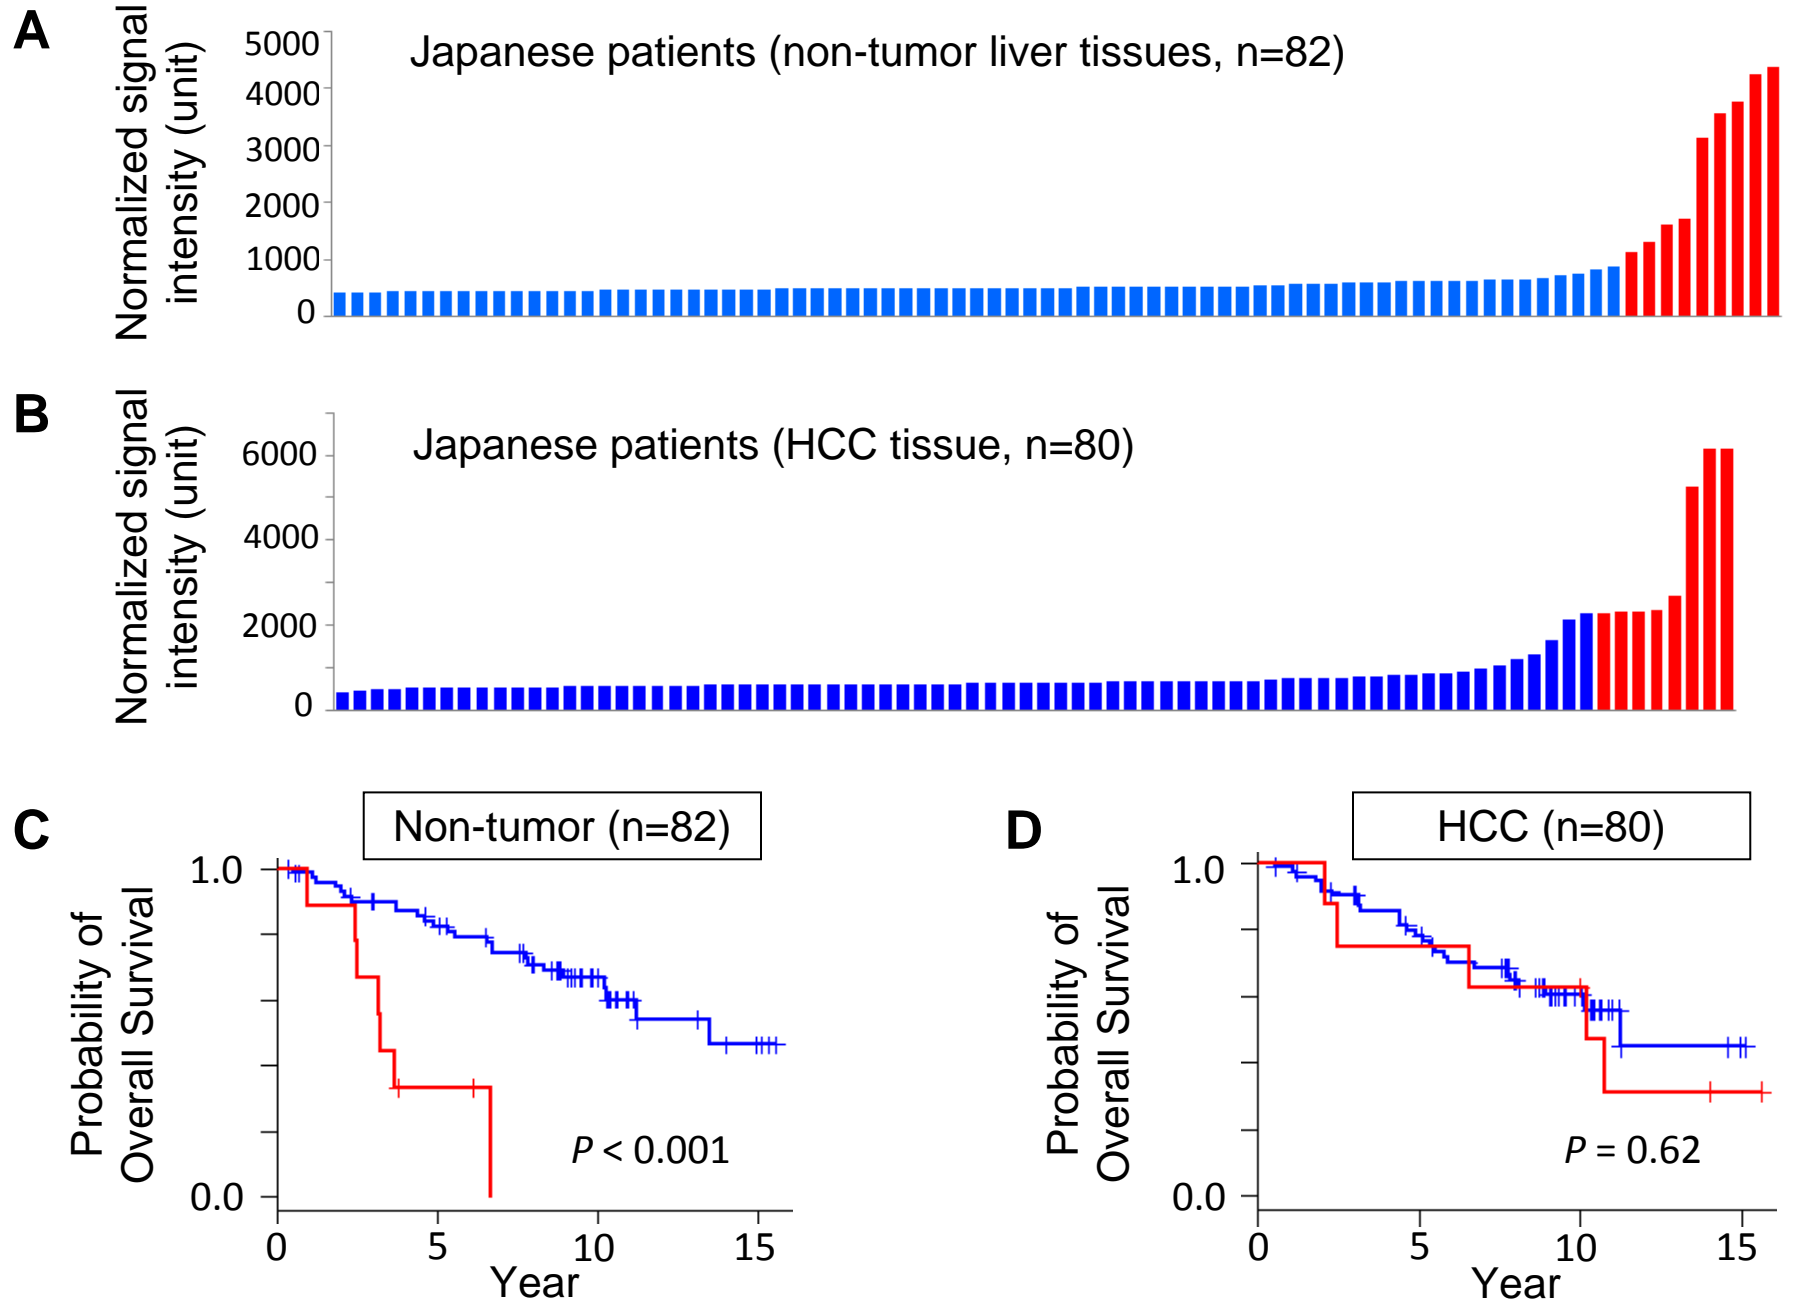 A
Normalized signal
intensity (unit)
5000
4000
3000
2000
1000
0
Japanese patients (non-tumor liver tissues, n=82)
B
Normalized signal
intensity (unit)
6000
4000
2000
0
Japanese patients (HCC tissue, n=80)
C
Non-tumor (n=82)
Probability of
Overall Survival
1.0
0.0
P < 0.001
0 5 10 15
Year
D
HCC (n=80)
Probability of
Overall Survival
1.0
0.0
P = 0.62
0 5 10 15
Year